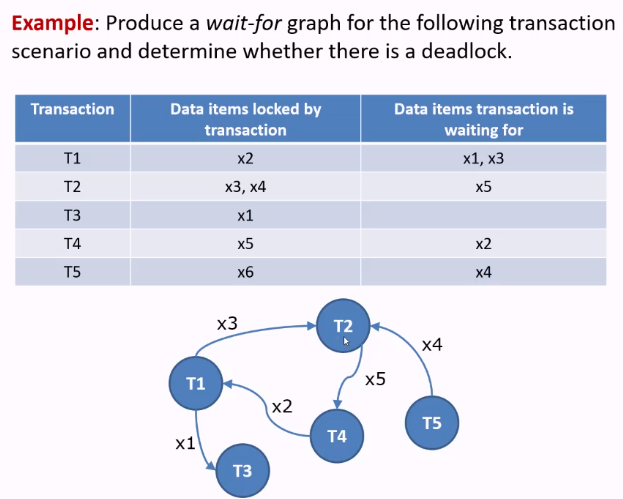 Example: Produce a wait-for graph for the following transaction
scenario and determine whether there is a deadlock.
Transaction
Data items locked by
transaction
Data items transaction is
waiting for
T1 x2 x1, x3
T2 x3, x4 x5
T3 x1
T4 x5 x2
T5 x6 x4
x3
T2
x4
T1
x5
x2
T5
T4
x1
T3